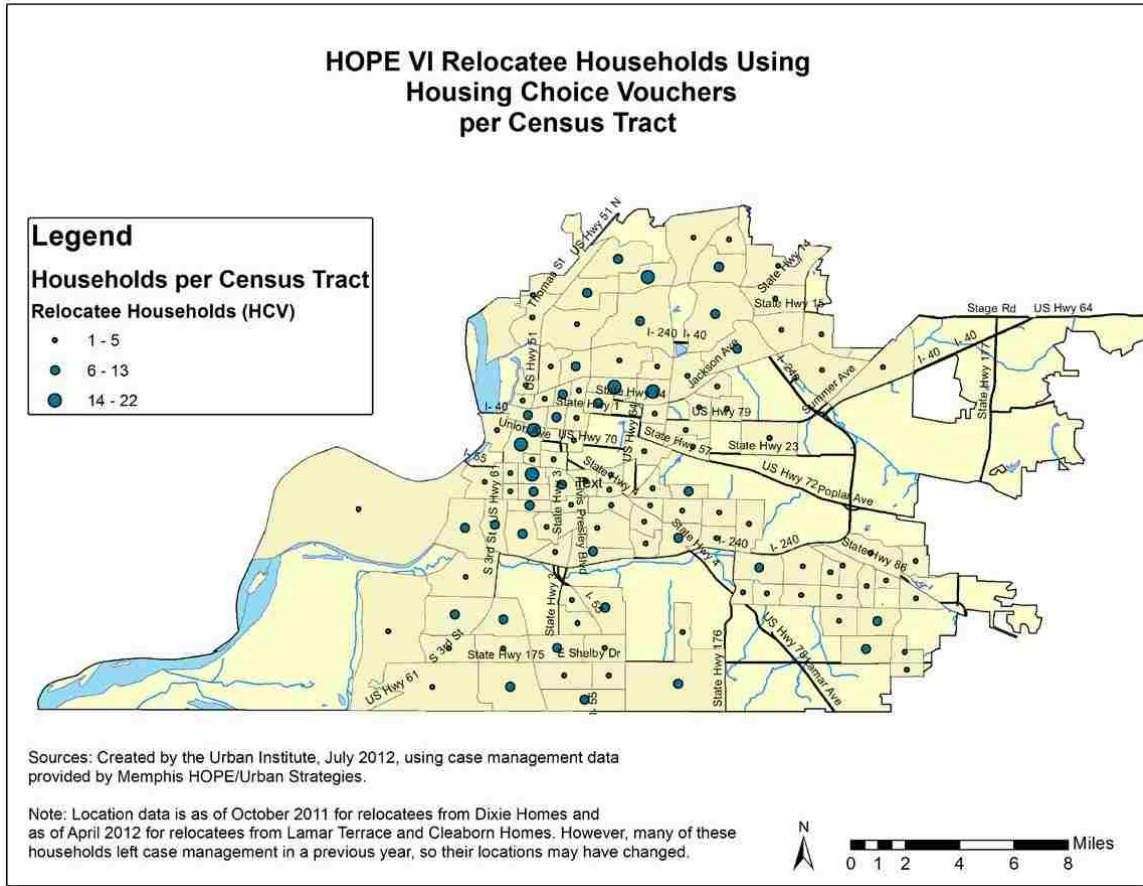 HOPE VI Relocatee Households Using
Housing Choice Vouchers
per Census Tract
Legend
Households per Census Tract
Relocatee Households (HCV)
1 - 5
6 - 13
14 - 22
US Hwy 51 N
Thomas St
State Hwy 14
State Hwy 15
Stage Rd
US Hwy 64
I- 240
I- 40
I- 40
I- 40
US Hwy 51
Jackson Ave
I- 240
Summer Ave
State Hwy 177
I- 40
State Hwy 1
US Hwy 79
Union Ave
US Hwy 70
State Hwy 57
State Hwy 23
I- 55
US Hwy 61
State Hwy 3
State Hwy 4
Text
US Hwy 72
Poplar Ave
S 3rd St
Elvis Presley Blvd
State Hwy 4
I- 240
I- 240
State Hwy 86
State Hwy 3
I- 55
S 3rd St
State Hwy 175
E Shelby Dr
State Hwy 176
US Hwy 78
Lamar Ave
US Hwy 61
I- 55
Sources: Created by the Urban Institute, July 2012, using case management data
provided by Memphis HOPE/Urban Strategies.
Note: Location data is as of October 2011 for relocatees from Dixie Homes and
as of April 2012 for relocatees from Lamar Terrace and Cleaborn Homes. However, many of these
households left case management in a previous year, so their locations may have changed.
N
Miles
0 1 2 4 6 8